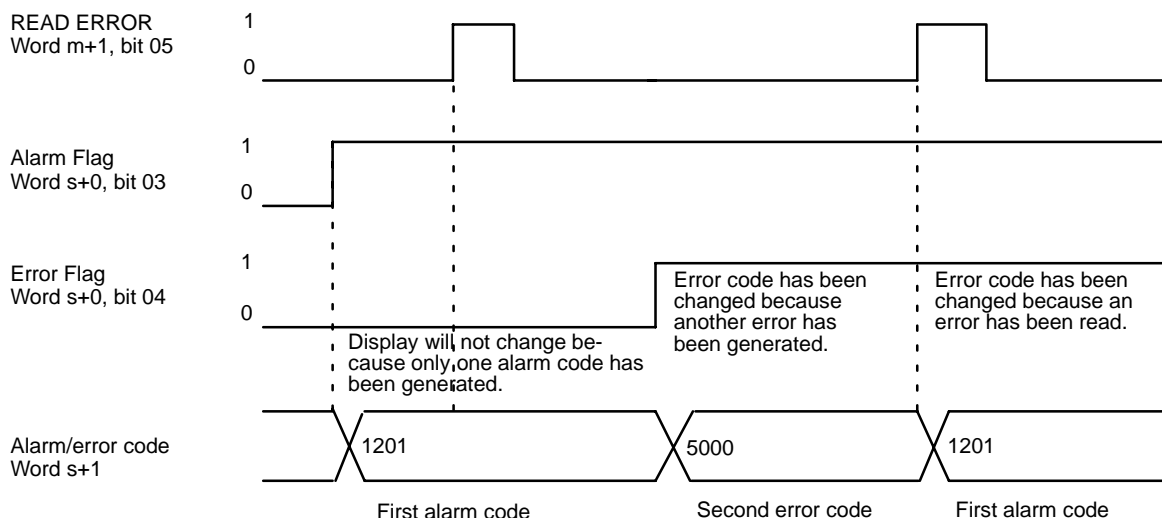 READ ERROR
Word m+1, bit 05
1
0
Alarm Flag
Word s+0, bit 03
1
0
Error Flag
Word s+0, bit 04
1
0
Display will not change be-
cause only one alarm code has
been generated.
Error code has been
changed because
another error has
been generated.
Error code has been
changed because an
error has been read.
Alarm/error code
Word s+1
1201
5000
1201
First alarm code
Second error code
First alarm code